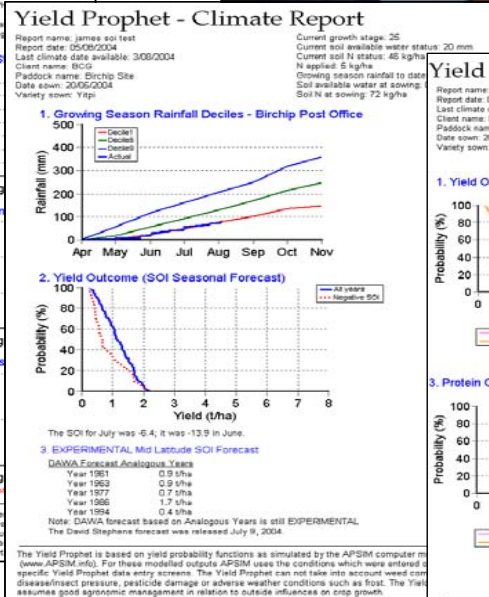 Yield Prophet - Climate Report
Report name: james soi test
Report date: 05/08/2004
Last climate date available: 3/08/2004
Client name: BCG
Paddock name: Birchip Site
Date sown: 20/06/2004
Variety sown: Yitpi
Current growth stage: 25
Current soil available water status: 20 mm
Current soil N status: 46 kg/ha
N applied: 5 kg/ha
Growing season rainfall to date
Soil available water at sowing:
Soil N at sowing: 72 kg/ha
1. Growing Season Rainfall Deciles - Birchip Post Office
Rainfall (mm)
500
400
300
200
100
0
Decile1
Decile5
Decile9
Actual
Apr May Jun Jul Aug Sep Oct Nov
2. Yield Outcome (SOI Seasonal Forecast)
Probability (%)
100
80
60
40
20
0
All years
Negative SOI
0 1 2 3 4 5 6 7 8
Yield (t/ha)
The SOI for July was -6.4; it was -13.9 in June.
3. EXPERIMENTAL Mid Latitude SOI Forecast
DAWA Forecast Analogous Years
Year 1961 0.9 t/ha
Year 1963 0.9 t/ha
Year 1977 0.7 t/ha
Year 1986 1.7 t/ha
Year 1994 0.4 t/ha
Note: DAWA forecast based on Analogous Years is still EXPERIMENTAL
The David Stephens forecast was released July 9, 2004.
The Yield Prophet is based on yield probability functions as simulated by the APSIM computer m
(www.APSIM.info). For these modelled outputs APSIM uses the conditions which were entered o
specific Yield Prophet data entry screens. The Yield Prophet can not take into account weed com
disease/insect pressure, pesticide damage or adverse weather conditions such as frost. The Yiel
assumes good agronomic management in relation to outside influences on crop growth.
Yield
Report name:
Report date:
Last climate
Client name:
Paddock nam
Date sown: 2
Variety sown:
1. Yield O
Probability (%)
100
80
60
40
20
0
0
3. Protein O
Probability (%)
100
80
60
40
20
0
0